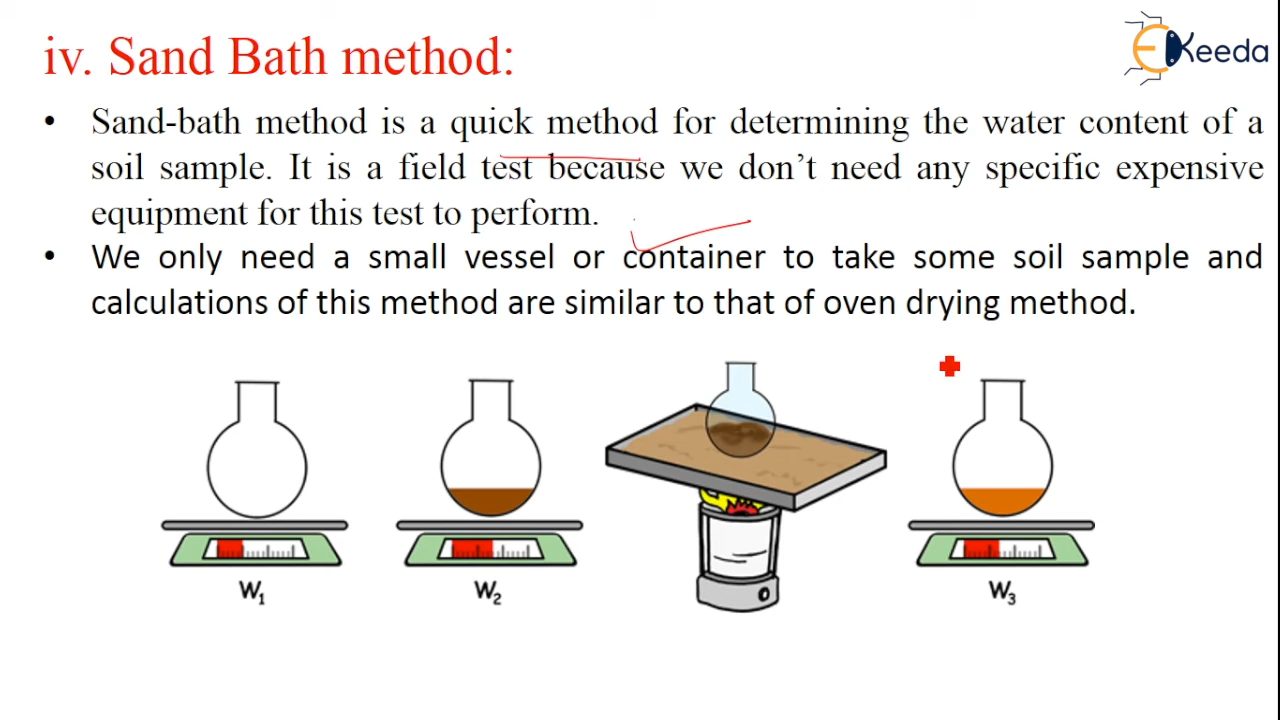 iv. Sand Bath method:
EKeeda
• Sand-bath method is a quick method for determining the water content of a
soil sample. It is a field test because we don’t need any specific expensive
equipment for this test to perform.
• We only need a small vessel or container to take some soil sample and
calculations of this method are similar to that of oven drying method.
W₁ W₂ W₃